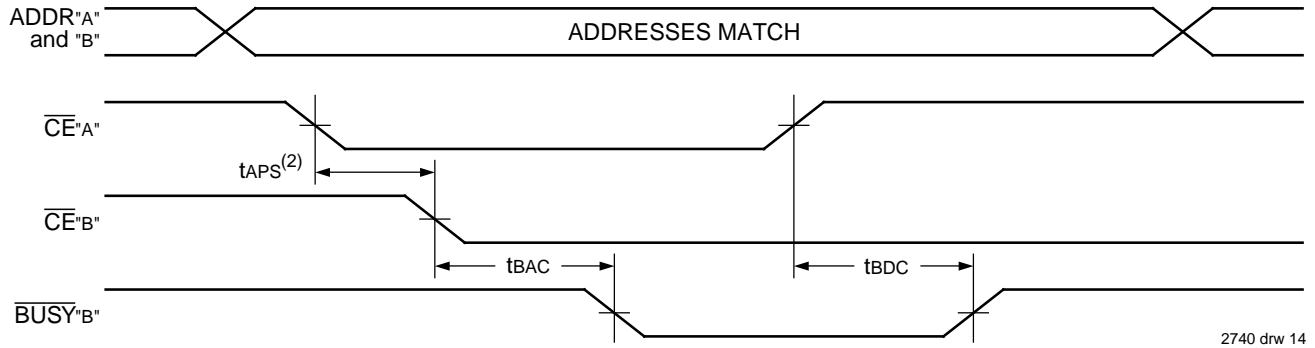 ADDR"A"
and "B"
ADDRESSES MATCH
CE"A"
tAPS(2)
CE"B"
tBAC
tBDC
BUSY"B"
2740 drw 14